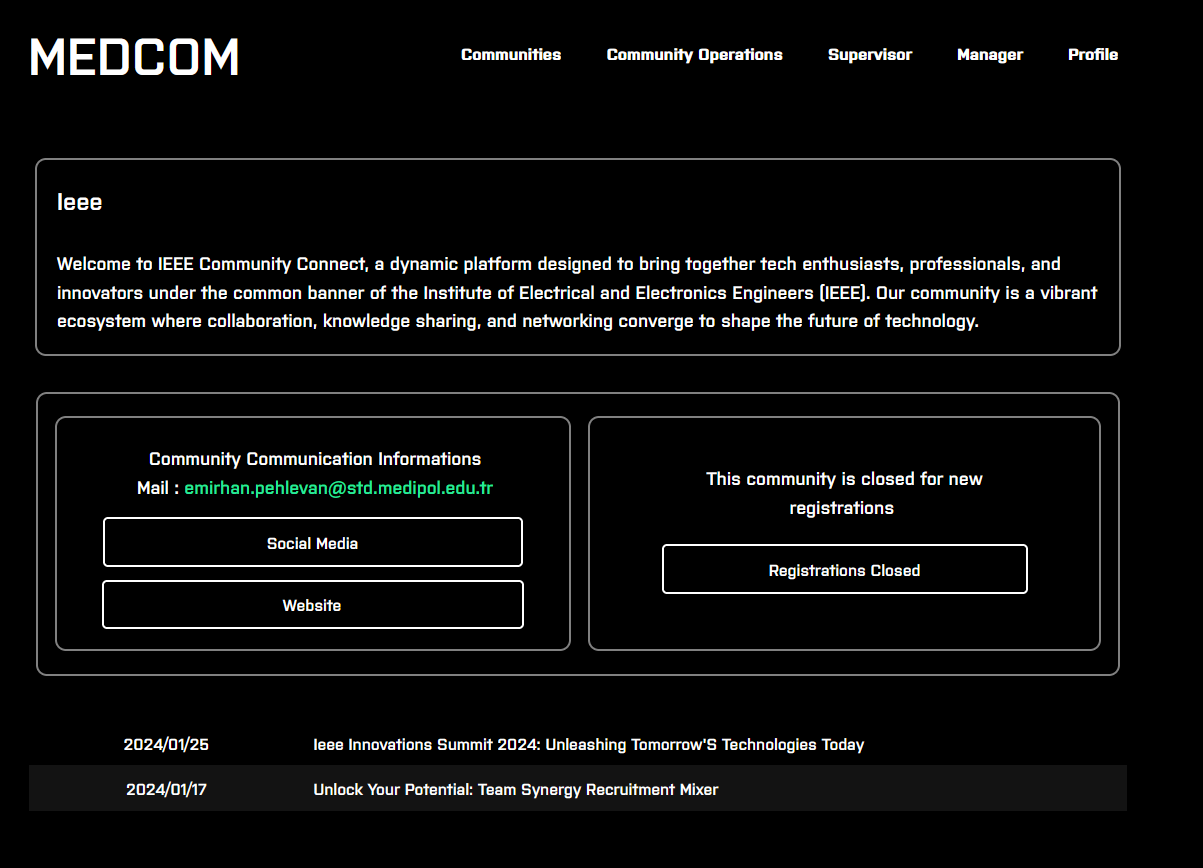 MEDCOM
Communities Community Operations Supervisor Manager Profile
Ieee
Welcome to IEEE Community Connect, a dynamic platform designed to bring together tech enthusiasts, professionals, and
innovators under the common banner of the Institute of Electrical and Electronics Engineers (IEEE). Our community is a vibrant
ecosystem where collaboration, knowledge sharing, and networking converge to shape the future of technology.
Community Communication Informations
Mail : emirhan.pehlevan@std.medipol.edu.tr
Social Media
Website
This community is closed for new
registrations
Registrations Closed
2024/01/25 Ieee Innovations Summit 2024: Unleashing Tomorrow'S Technologies Today
2024/01/17 Unlock Your Potential: Team Synergy Recruitment Mixer